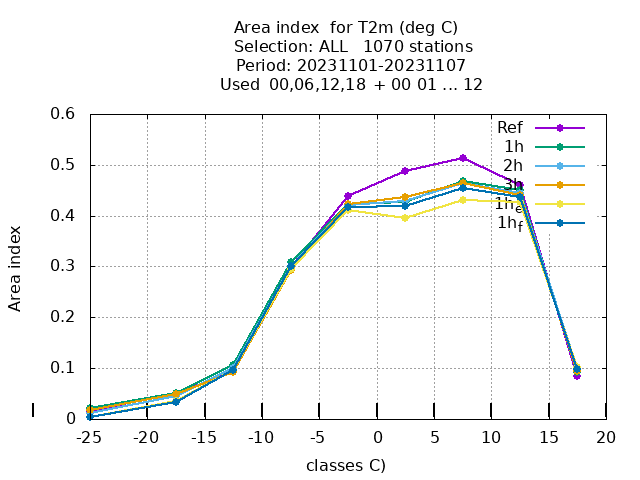 Area index  for T2m (deg C)
Selection: ALL   1070 stations
Period: 20231101-20231107
Used  00,06,12,18  + 00 01 ... 12
0.6
0.5
0.4
0.3
0.2
0.1
0
Area index
Ref
1h
2h
3h
1he
1hf
-25 -20 -15 -10 -5 0 5 10 15 20
classes C)